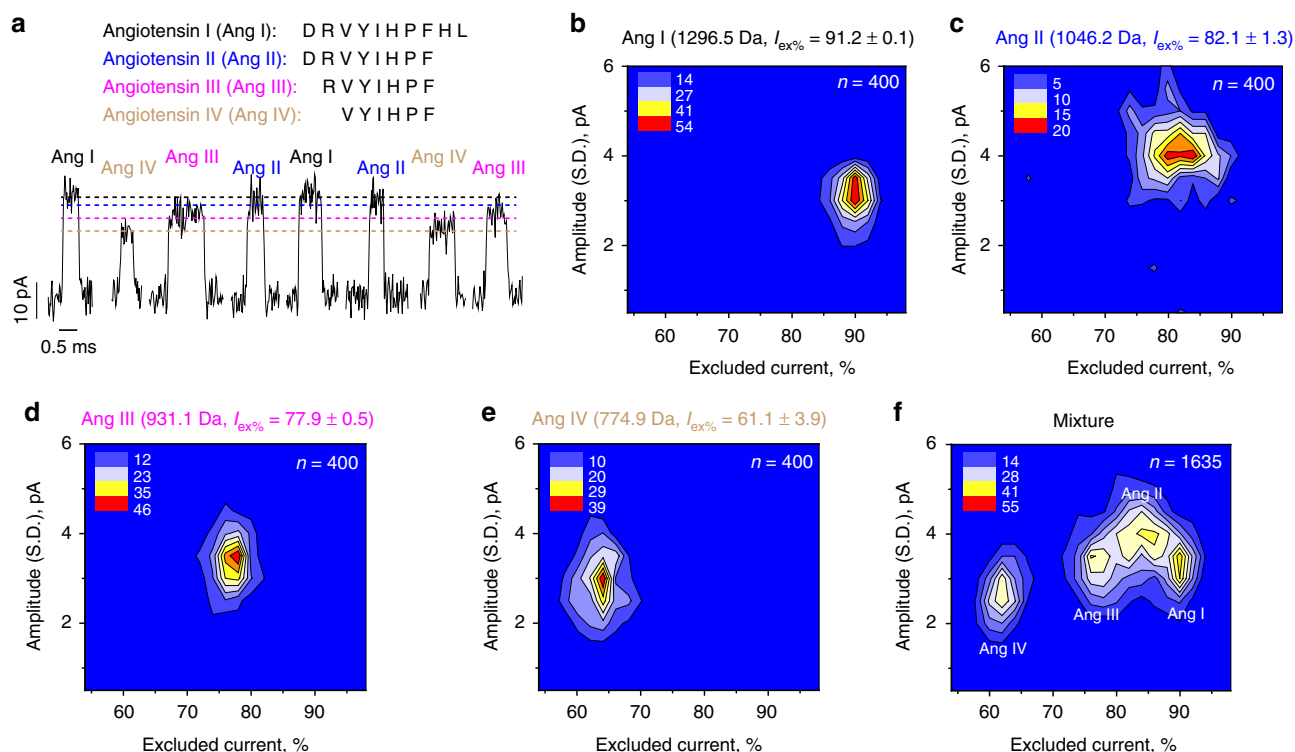 a
Angiotensin I (Ang I): D R V Y I H P F H L
Angiotensin II (Ang II): D R V Y I H P F
Angiotensin III (Ang III): R V Y I H P F
Angiotensin IV (Ang IV): V Y I H P F
Ang I Ang IV Ang III Ang II Ang I Ang II Ang IV Ang III
10 pA
0.5 ms
b
Ang I (1296.5 Da, Iex% = 91.2 ± 0.1)
6
4
2
Amplitude (S.D.), pA
14
27
41
54
n = 400
60 70 80 90
Excluded current, %
c
Ang II (1046.2 Da, Iex% = 82.1 ± 1.3)
6
4
2
Amplitude (S.D.), pA
5
10
15
20
n = 400
60 70 80 90
Excluded current, %
d
Ang III (931.1 Da, Iex% = 77.9 ± 0.5)
6
4
2
Amplitude (S.D.), pA
12
23
35
46
n = 400
60 70 80 90
Excluded current, %
e
Ang IV (774.9 Da, Iex% = 61.1 ± 3.9)
6
4
2
Amplitude (S.D.), pA
10
20
29
39
n = 400
60 70 80 90
Excluded current, %
f
Mixture
6
4
2
Amplitude (S.D.), pA
14
28
41
55
n = 1635
Ang II
Ang III
Ang I
Ang IV
60 70 80 90
Excluded current, %